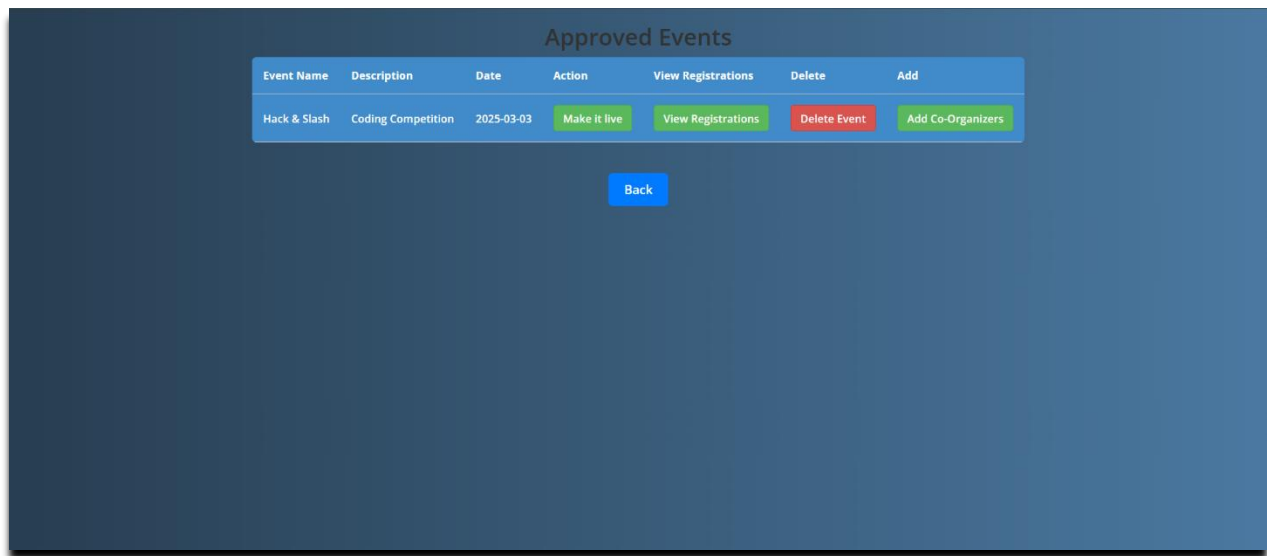 Approved Events
Event Name Description Date Action View Registrations Delete Add
Hack & Slash Coding Competition 2025-03-03 Make it live View Registrations Delete Event Add Co-Organizers
Back